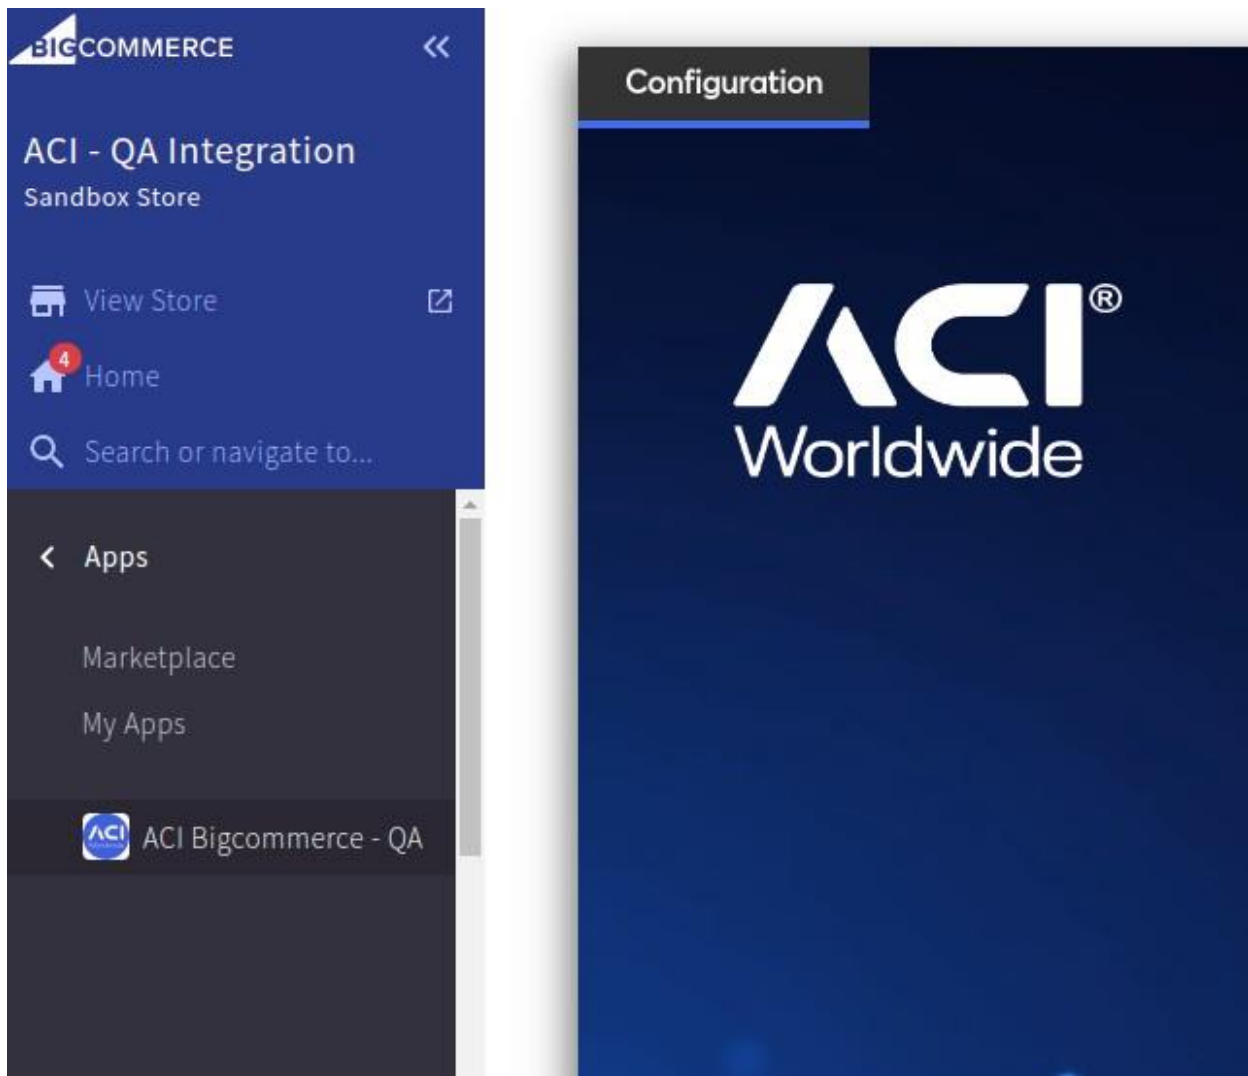 BIGCOMMERCE
ACI - QA Integration
Sandbox Store
View Store
4
Home
Search or navigate to...
Apps
Marketplace
My Apps
ACI
ACI Bigcommerce - QA
Configuration
ACI®
Worldwide